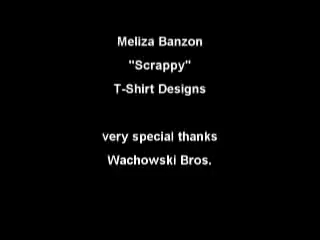 Meliza Banzon
"Scrappy"
T-Shirt Designs
very special thanks
Wachowski Bros.